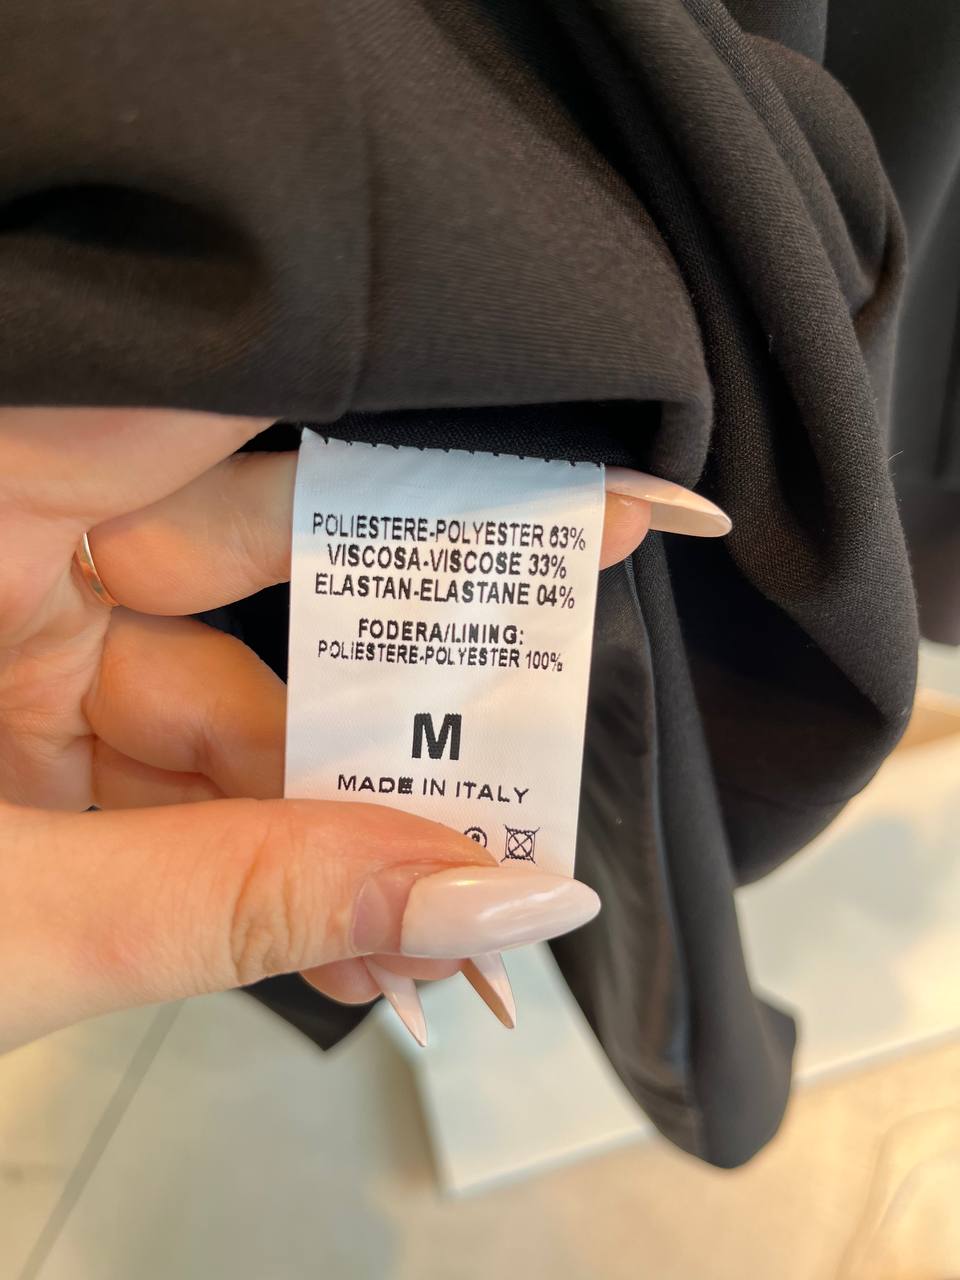 POLIESTERE-POLYESTER 63%
VISCOSA-VISCOSE 33%
ELASTAN-ELASTANE 04%
FODERA/LINING:
POLIESTERE-POLYESTER 100%
M
MADE IN ITALY